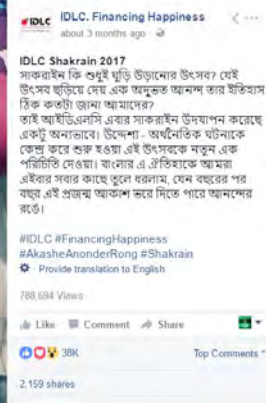 IDLC
IDLC. Financing Happiness
about 3 months ago
IDLC Shakrain 2017
সাকরাইন কি শুধুই ঘুড়ি উড়ানোর উৎসব? যেই
উৎসব ছড়িয়ে দেয় এক অদ্ভুত আনন্দ তার ইতিহাস
ঠিক কতটা জানা আমাদের?
তাই আইডিএলসি এবার সাকরাইন উদযাপন করেছে
একটু অন্যভাবে। উদ্দেশ্য - অর্থনৈতিক ঘটনাকে
কেন্দ্র করে শুরু হওয়া এই উৎসবকে নতুন এক
পরিচিতি দেওয়া। বাংলার এ ঐতিহ্যকে আমরা
এইবার সবার কাছে তুলে ধরলাম, যেন বছরের পর
বছর এই প্রজন্ম আকাশ ভরে দিতে পারে আনন্দের
রঙে।
#IDLC #FinancingHappiness
#AkasheAnonderRong #Shakrain
Provide translation to English
788,694 Views
Like Comment Share
38K Top Comments
2,159 shares